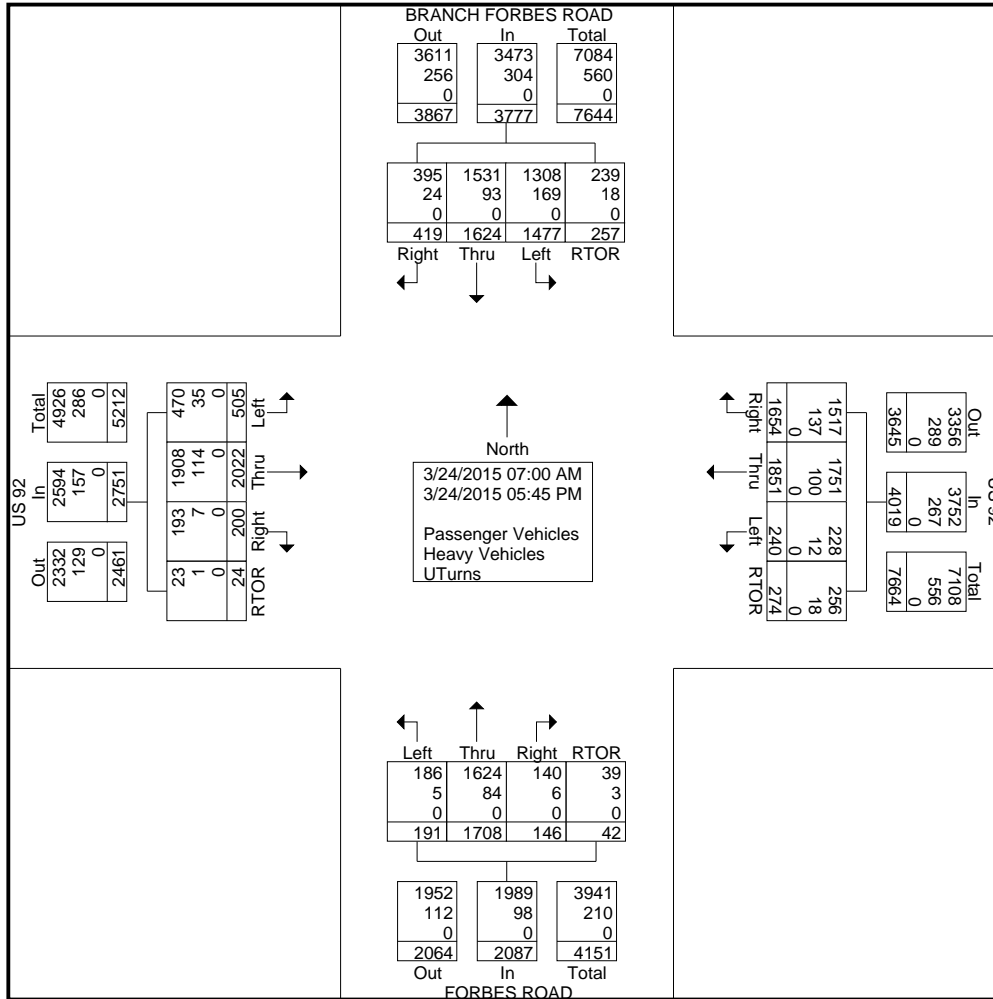 BRANCH FORBES ROAD
Out In Total
3611 3473 7084
256 304 560
0 0 0
3867 3777 7644
395 1531 1308 239
24 93 169 18
0 0 0 0
419 1624 1477 257
Right Thru Left RTOR
US 92
Total In Out
4926 2594 2332
286 157 129
0 0 0
5212 2751 2461
Left Thru Right RTOR
470 1908 193 23
35 114 7 1
0 0 0 0
505 2022 200 24
North
3/24/2015 07:00 AM
3/24/2015 05:45 PM
Passenger Vehicles
Heavy Vehicles
UTurns
Right Thru Left RTOR
1517 1751 228 256
137 100 12 18
0 0 0 0
1654 1851 240 274
US 92
Out In Total
3356 3752 7108
289 267 556
0 0 0
3645 4019 7664
Left Thru Right RTOR
186 1624 140 39
5 84 6 3
0 0 0 0
191 1708 146 42
1952 1989 3941
112 98 210
0 0 0
2064 2087 4151
Out In Total
FORBES ROAD